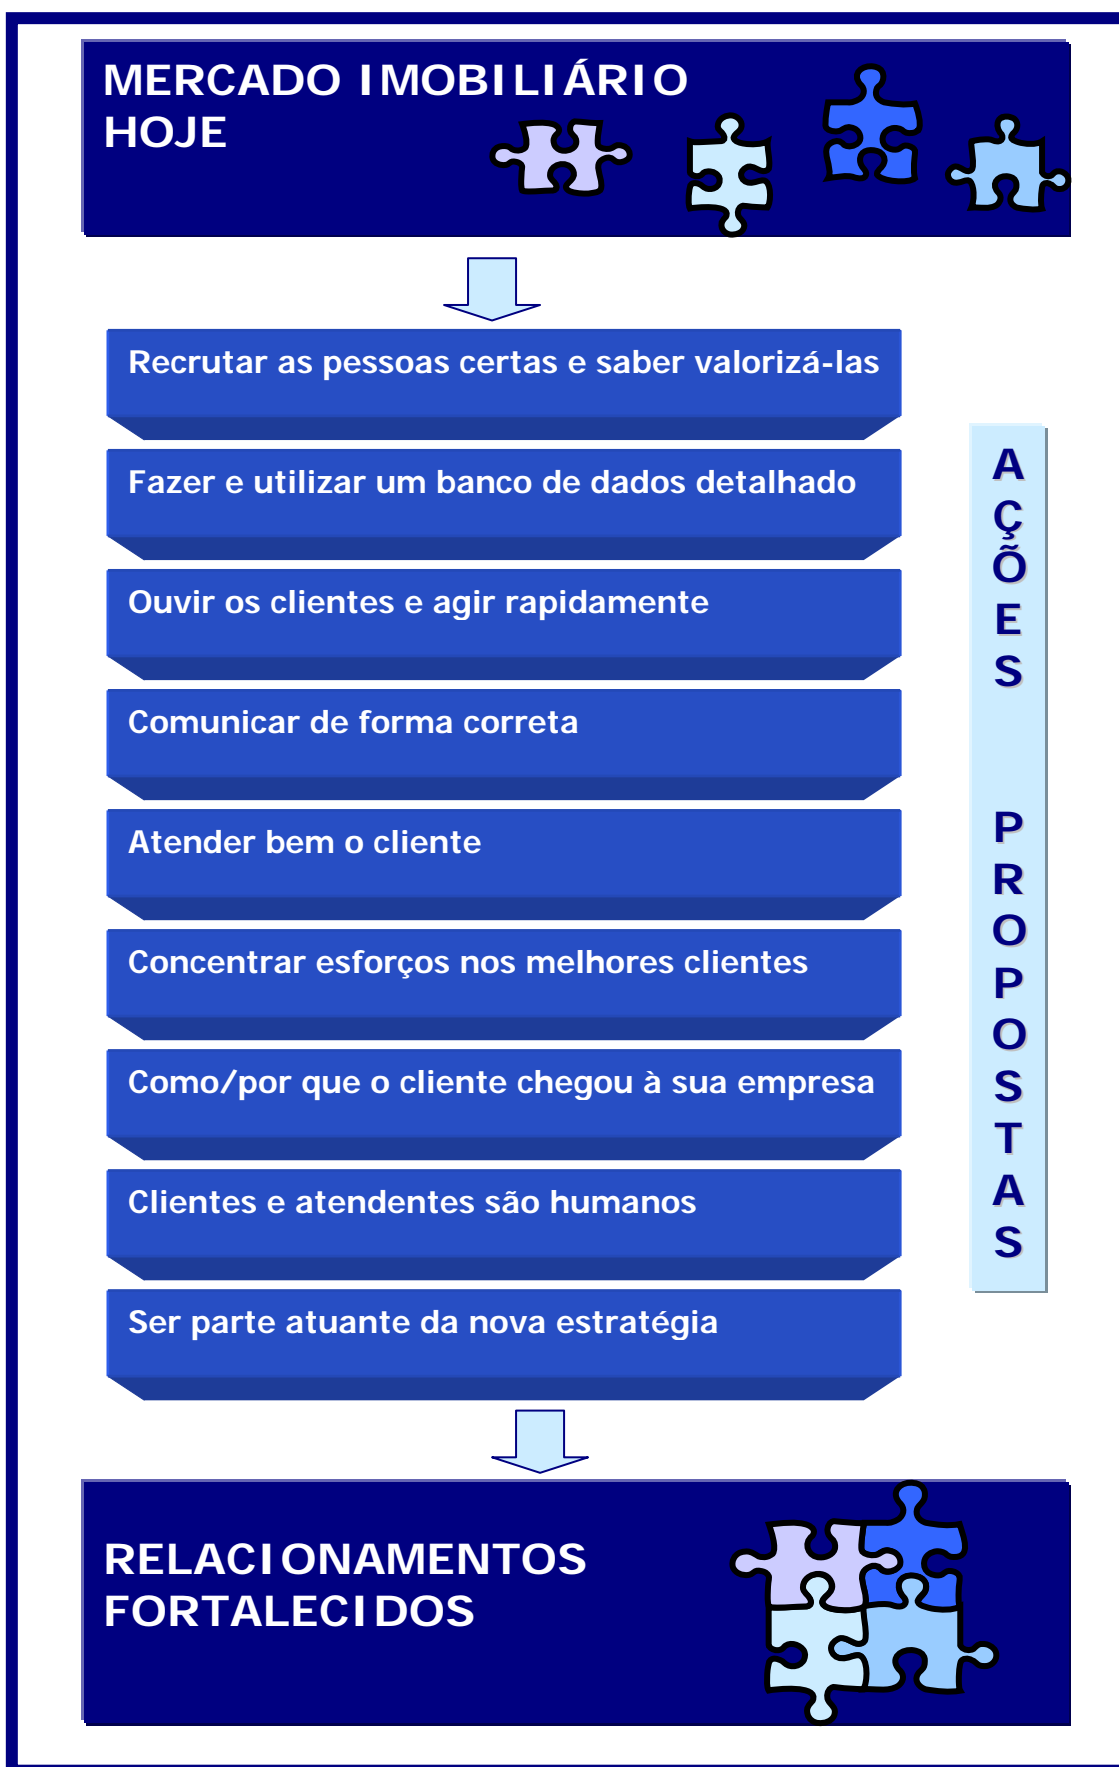 MERCADO IMOBILIÁRIO
HOJE
Recrutar as pessoas certas e saber valorizá-las
Fazer e utilizar um banco de dados detalhado
Ouvir os clientes e agir rapidamente
Comunicar de forma correta
Atender bem o cliente
Concentrar esforços nos melhores clientes
Como/por que o cliente chegou à sua empresa
Clientes e atendentes são humanos
Ser parte atuante da nova estratégia
AÇÕES PROPOSTAS
RELACIONAMENTOS
FORTALECIDOS